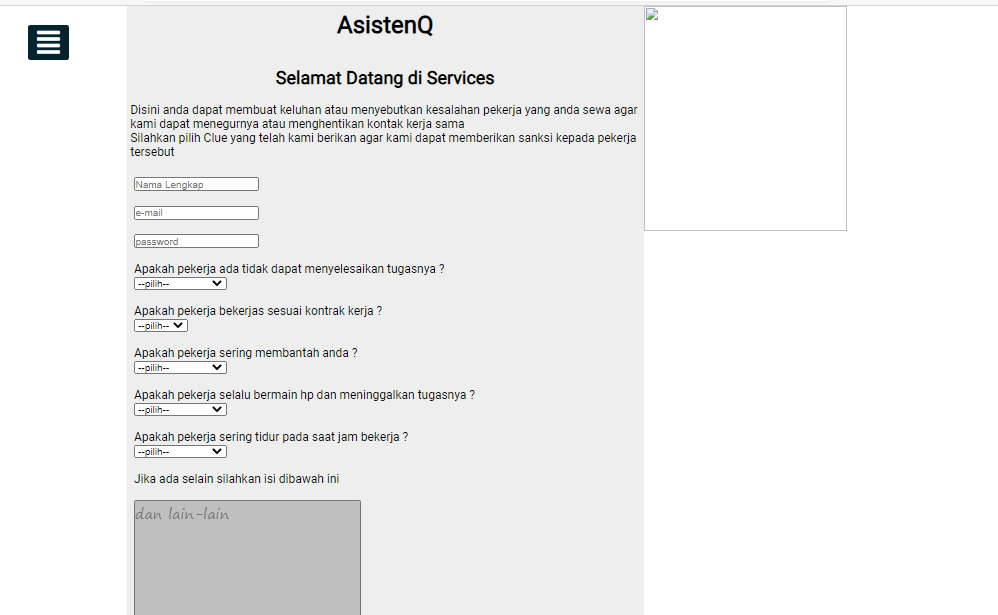 AsistenQ
Selamat Datang di Services
Disini anda dapat membuat keluhan atau menyebutkan kesalahan pekerja yang anda sewa agar
kami dapat menegurnya atau menghentikan kontak kerja sama
Silahkan pilih Clue yang telah kami berikan agar kami dapat memberikan sanksi kepada pekerja
tersebut
Nama Lengkap
e-mail
password
Apakah pekerja ada tidak dapat menyelesaikan tugasnya ?
--pilih--
Apakah pekerja bekerjas sesuai kontrak kerja ?
--pilih--
Apakah pekerja sering membantah anda ?
--pilih--
Apakah pekerja selalu bermain hp dan meninggalkan tugasnya ?
--pilih--
Apakah pekerja sering tidur pada saat jam bekerja ?
--pilih--
Jika ada selain silahkan isi dibawah ini
dan lain-lain